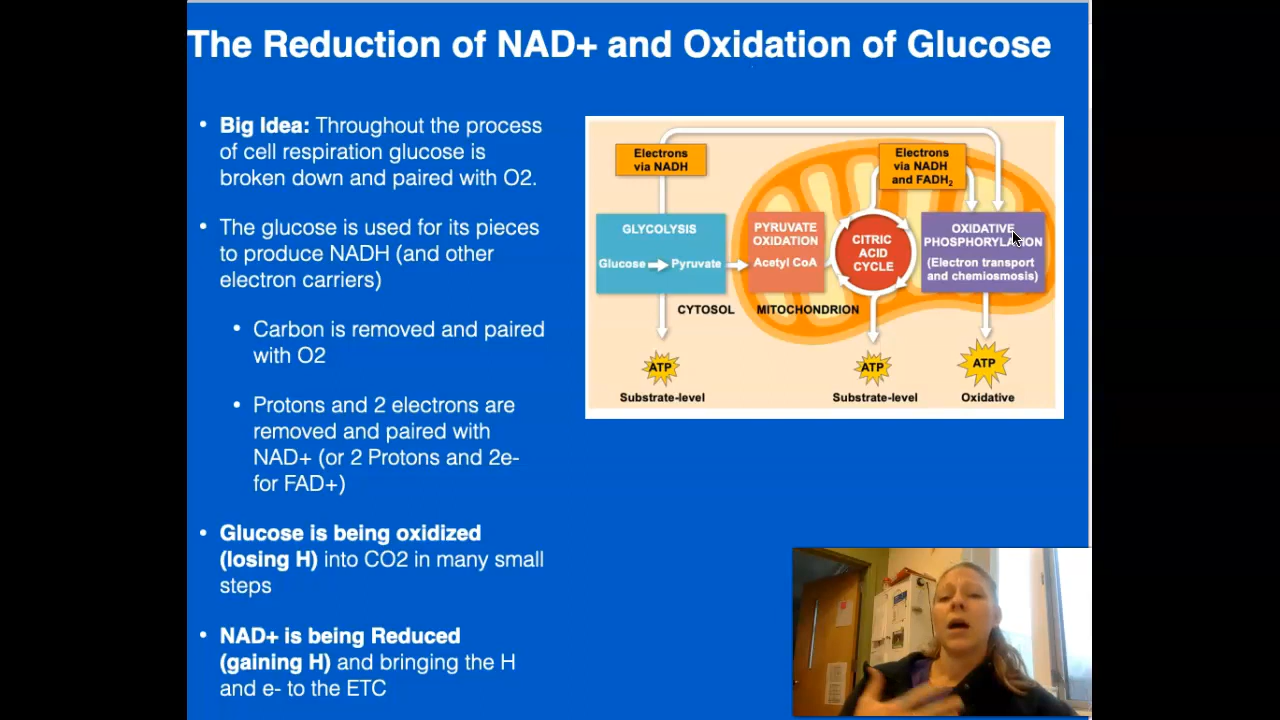 The Reduction of NAD+ and Oxidation of Glucose
• Big Idea: Throughout the process
of cell respiration glucose is
broken down and paired with O2.
• The glucose is used for its pieces
to produce NADH (and other
electron carriers)
• Carbon is removed and paired
with O2
• Protons and 2 electrons are
removed and paired with
NAD+ (or 2 Protons and 2e-
for FAD+)
• Glucose is being oxidized
(losing H) into CO2 in many small
steps
• NAD+ is being Reduced
(gaining H) and bringing the H
and e- to the ETC
Electrons
via NADH
Electrons
via NADH
and FADH₂
GLYCOLYSIS
Glucose Pyruvate
PYRUVATE
OXIDATION
Acetyl CoA
CITRIC
ACID
CYCLE
OXIDATIVE
PHOSPHORYLATION
(Electron transport
and chemiosmosis)
CYTOSOL
MITOCHONDRION
ATP
ATP
ATP
Substrate-level
Substrate-level
Oxidative